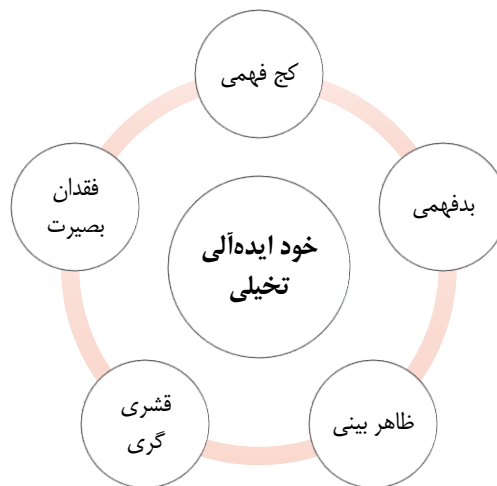 کج فهمی
بدفهمی
ظاهر بینی
قشری
گری
فقدان
بصیرت
خود ایده‌آلی
تخیلی